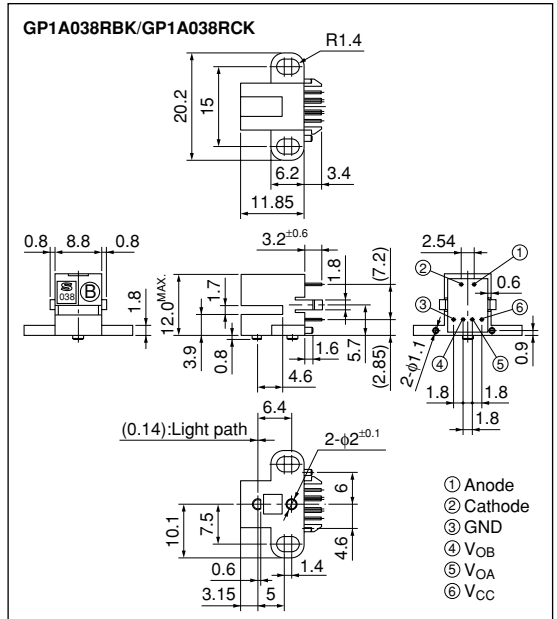 GP1A038RBK/GP1A038RCK
R1.4
20.2
15
6.2
3.4
11.85
0.8
8.8
0.8
S
038
B
1.8
3.2±0.6
12.0MAX.
1.7
3.9
0.8
4.6
1.8
1.6
5.7
(7.2)
(2.85)
2.54
①
②
0.6
③
⑥
2-ϕ1.1
④
⑤
0.9
1.8
1.8
1.8
6.4
(0.14):Light path
2-ϕ2±0.1
10.1
7.5
6
4.6
0.6
1.4
3.15
5
① Anode
② Cathode
③ GND
④ VOB
⑤ VOA
⑥ VCC